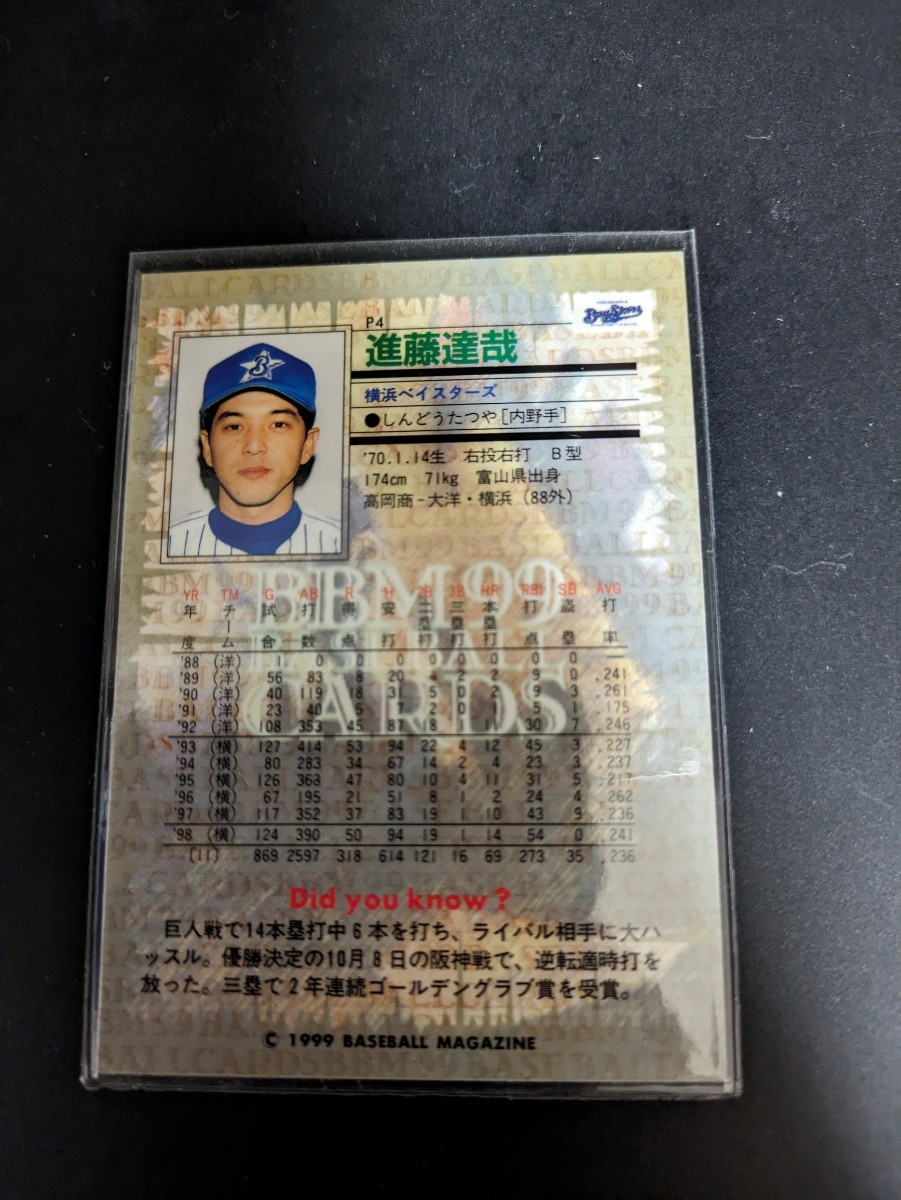 P4
進藤達哉
横浜ベイスターズ
●しんどうたつや[内野手]
'70.1.14生 右投右打 B型
174cm 71kg 富山県出身
高岡商-大洋・横浜(88外)
BBM99
BASEBALL
CARDS
YR TM G AB R H 2B 3B HR RBI SB AVG
年度 チーム 試合 打数 得点 安打 二塁打 三塁打 本塁打 打点 盗塁 打率
'88 (洋) 1 0 0 0 0 0 0 0 0 —
'89 (洋) 56 83 8 20 4 2 2 9 0 .241
'90 (洋) 40 119 18 31 5 0 2 9 3 .261
'91 (洋) 23 40 5 7 2 0 1 5 1 .175
'92 (洋) 108 353 45 87 18 11 30 7 .246
'93 (横) 127 414 53 94 22 4 12 45 3 .227
'94 (横) 80 283 34 67 14 2 4 23 3 .237
'95 (横) 126 363 47 80 10 4 11 31 5 .217
'96 (横) 67 195 21 51 8 1 2 24 4 .262
'97 (横) 117 352 37 83 19 1 10 43 9 .236
'98 (横) 124 390 50 94 19 1 14 54 0 .241
(11) 869 2597 318 614 121 16 69 273 35 .236
Did you know?
巨人戦で14本塁打中6本を打ち、ライバル相手に大ハ
ッスル。優勝決定の10月8日の阪神戦で、逆転適時打を
放った。三塁で2年連続ゴールデングラブ賞を受賞。
© 1999 BASEBALL MAGAZINE